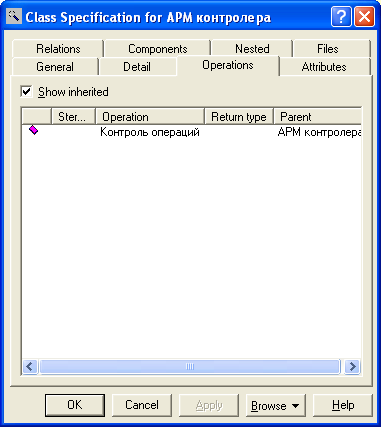 Class Specification for АРМ контролера
Relations Components Nested Files
General Detail Operations Attributes
Show inherited
Ster... Operation Return type Parent
Контроль операций АРМ контролера
OK Cancel Apply Browse Help